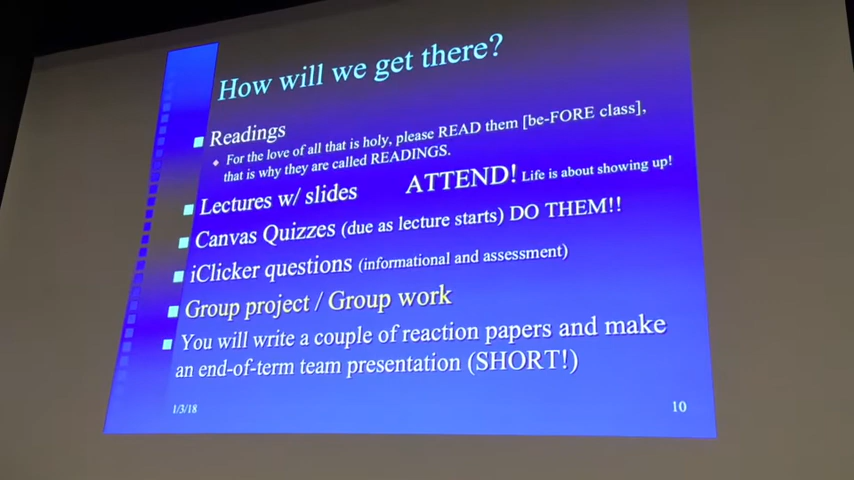 How will we get there?
Readings
For the love of all that is holy, please READ them [be-FORE class],
that is why they are called READINGS.
Lectures w/ slides ATTEND! Life is about showing up!
Canvas Quizzes (due as lecture starts) DO THEM!!
iClicker questions (informational and assessment)
Group project / Group work
You will write a couple of reaction papers and make
an end-of-term team presentation (SHORT!)
1/3/18 10